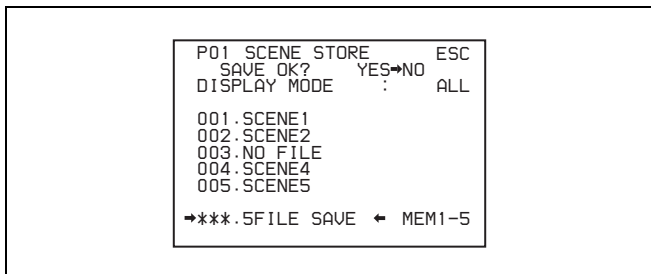 P01 SCENE STORE ESC
SAVE OK? YES➡NO
DISPLAY MODE : ALL
001.SCENE1
002.SCENE2
003.NO FILE
004.SCENE4
005.SCENE5
➡***.5FILE SAVE ⬅ MEM1-5